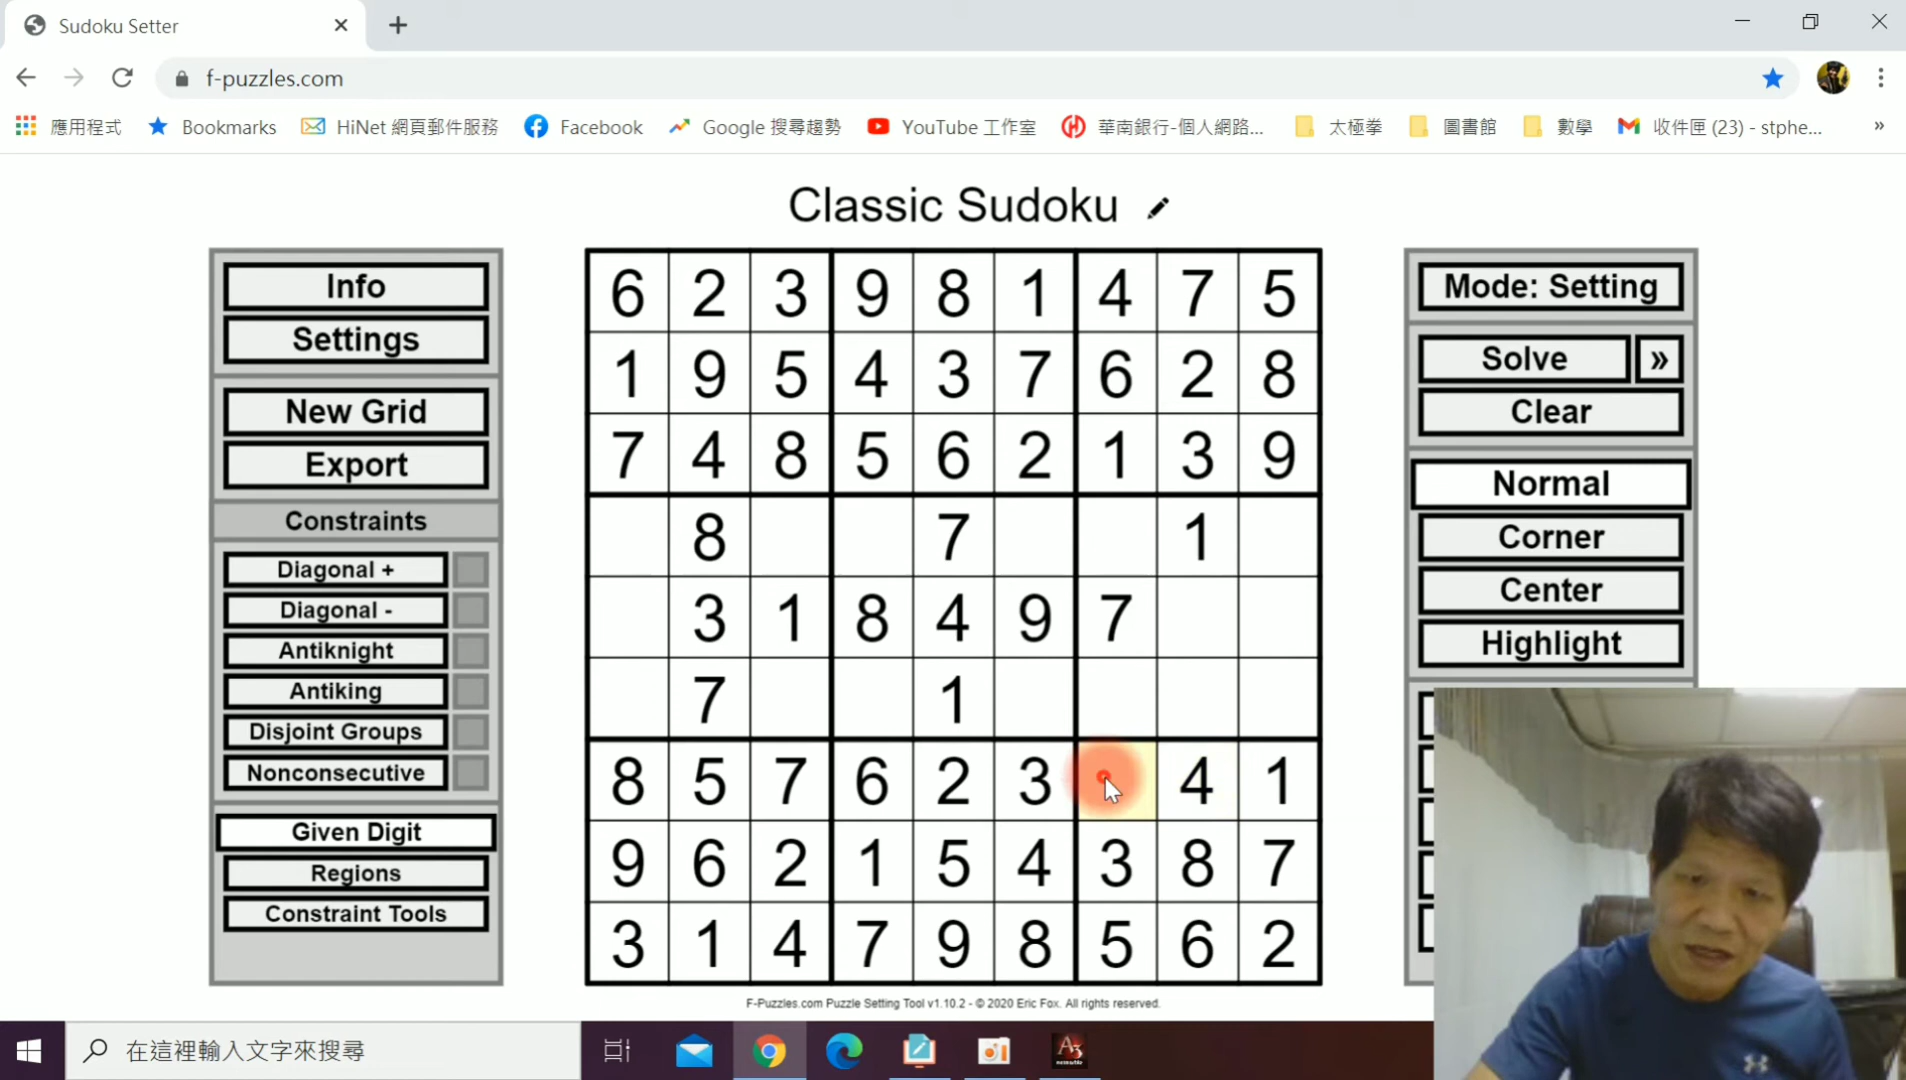 Sudoku Setter
f-puzzles.com
應用程式 Bookmarks HiNet 網頁郵件服務 Facebook Google 搜尋趨勢 YouTube 工作室 華南銀行-個人網路... 太極拳 圖書館 數學 收件匣 (23) - stphe... »
Classic Sudoku
Info
Settings
New Grid
Export
Constraints
Diagonal +
Diagonal -
Antiknight
Antiking
Disjoint Groups
Nonconsecutive
Given Digit
Regions
Constraint Tools
6 2 3 9 8 1 4 7 5
1 9 5 4 3 7 6 2 8
7 4 8 5 6 2 1 3 9
8 7 1
3 1 8 4 9 7
7 1
8 5 7 6 2 3 4 1
9 6 2 1 5 4 3 8 7
3 1 4 7 9 8 5 6 2
Mode: Setting
Solve »
Clear
Normal
Corner
Center
Highlight
F-Puzzles.com Puzzle Setting Tool v1.10.2 - © 2020 Eric Fox. All rights reserved.
在這裡輸入文字來搜尋